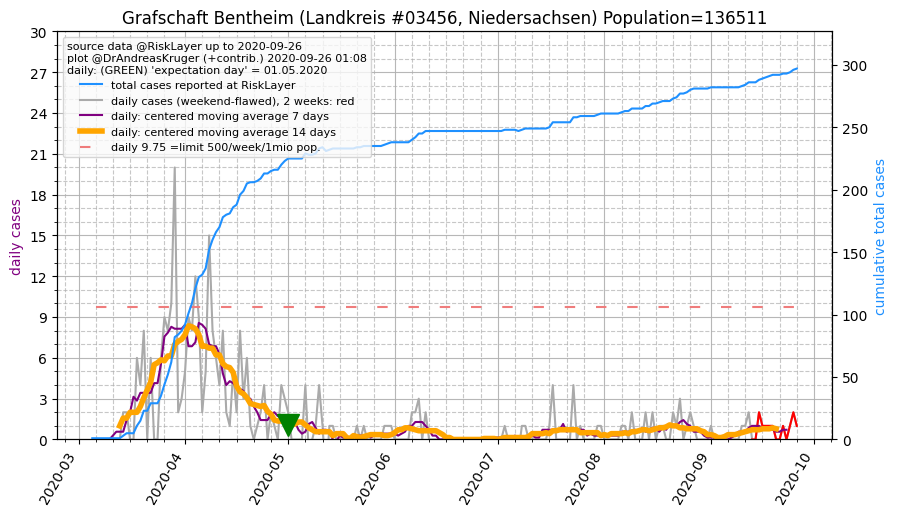 Grafschaft Bentheim (Landkreis #03456, Niedersachsen) Population=136511
source data @RiskLayer up to 2020-09-26
plot @DrAndreasKruger (+contrib.) 2020-09-26 01:08
daily: (GREEN) 'expectation day' = 01.05.2020
total cases reported at RiskLayer
daily cases (weekend-flawed), 2 weeks: red
daily: centered moving average 7 days
daily: centered moving average 14 days
daily 9.75 =limit 500/week/1mio pop.
daily cases
30
27
24
21
18
15
12
9
6
3
0
cumulative total cases
300
250
200
150
100
50
0
2020-03
2020-04
2020-05
2020-06
2020-07
2020-08
2020-09
2020-10